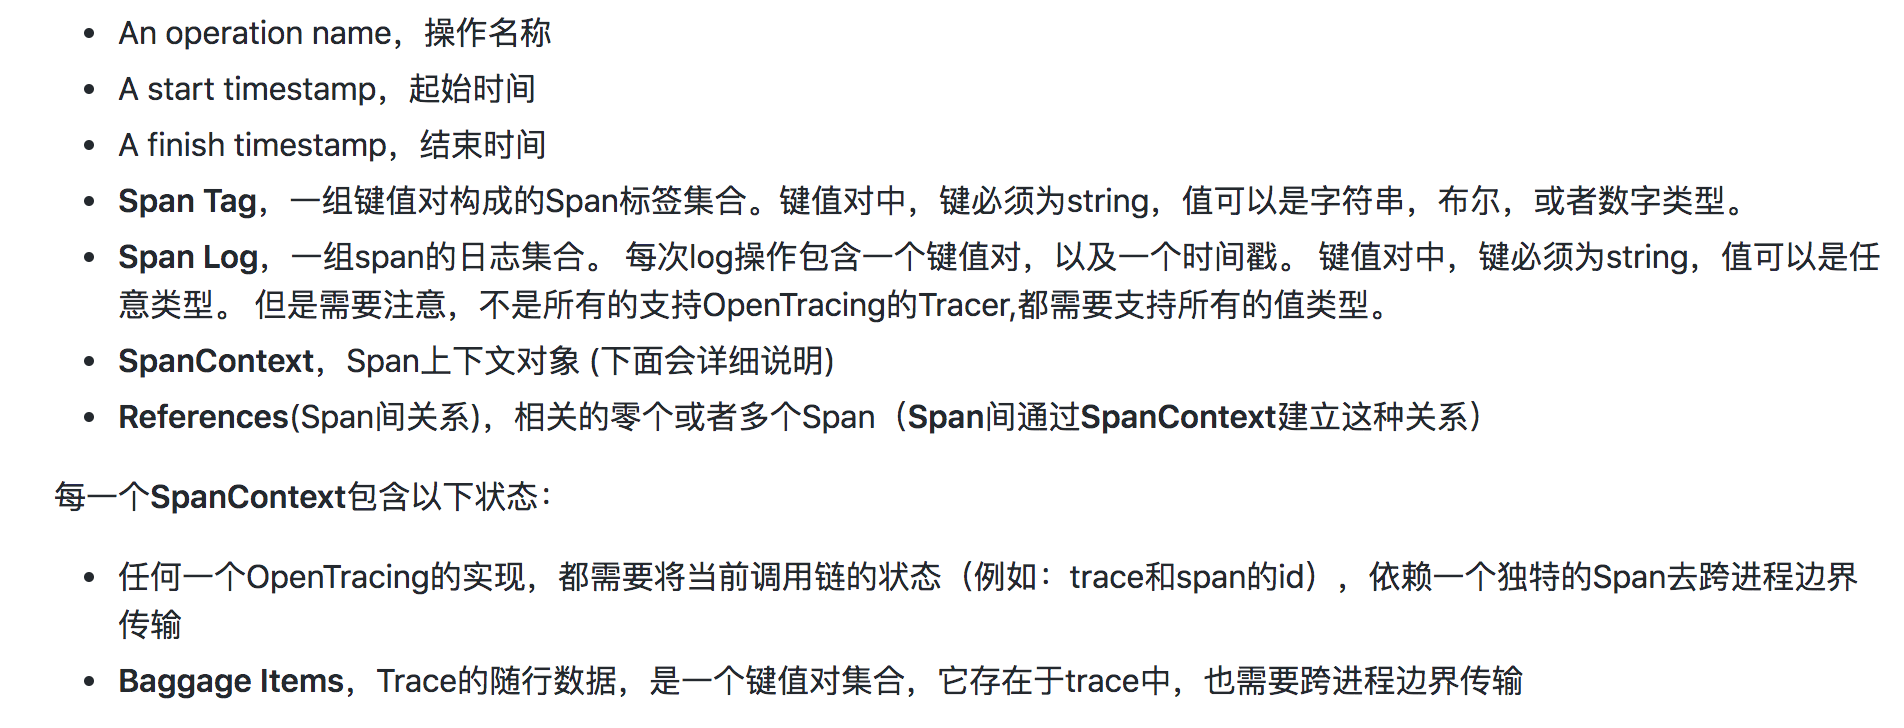 • An operation name，操作名称
• A start timestamp，起始时间
• A finish timestamp，结束时间
• Span Tag，一组键值对构成的Span标签集合。键值对中，键必须为string，值可以是字符串，布尔，或者数字类型。
• Span Log，一组span的日志集合。 每次log操作包含一个键值对，以及一个时间戳。 键值对中，键必须为string，值可以是任
意类型。 但是需要注意，不是所有的支持OpenTracing的Tracer,都需要支持所有的值类型。
• SpanContext，Span上下文对象 (下面会详细说明)
• References(Span间关系)，相关的零个或者多个Span（Span间通过SpanContext建立这种关系）
每一个SpanContext包含以下状态：
• 任何一个OpenTracing的实现，都需要将当前调用链的状态（例如：trace和span的id），依赖一个独特的Span去跨进程边界
传输
• Baggage Items，Trace的随行数据，是一个键值对集合，它存在于trace中，也需要跨进程边界传输